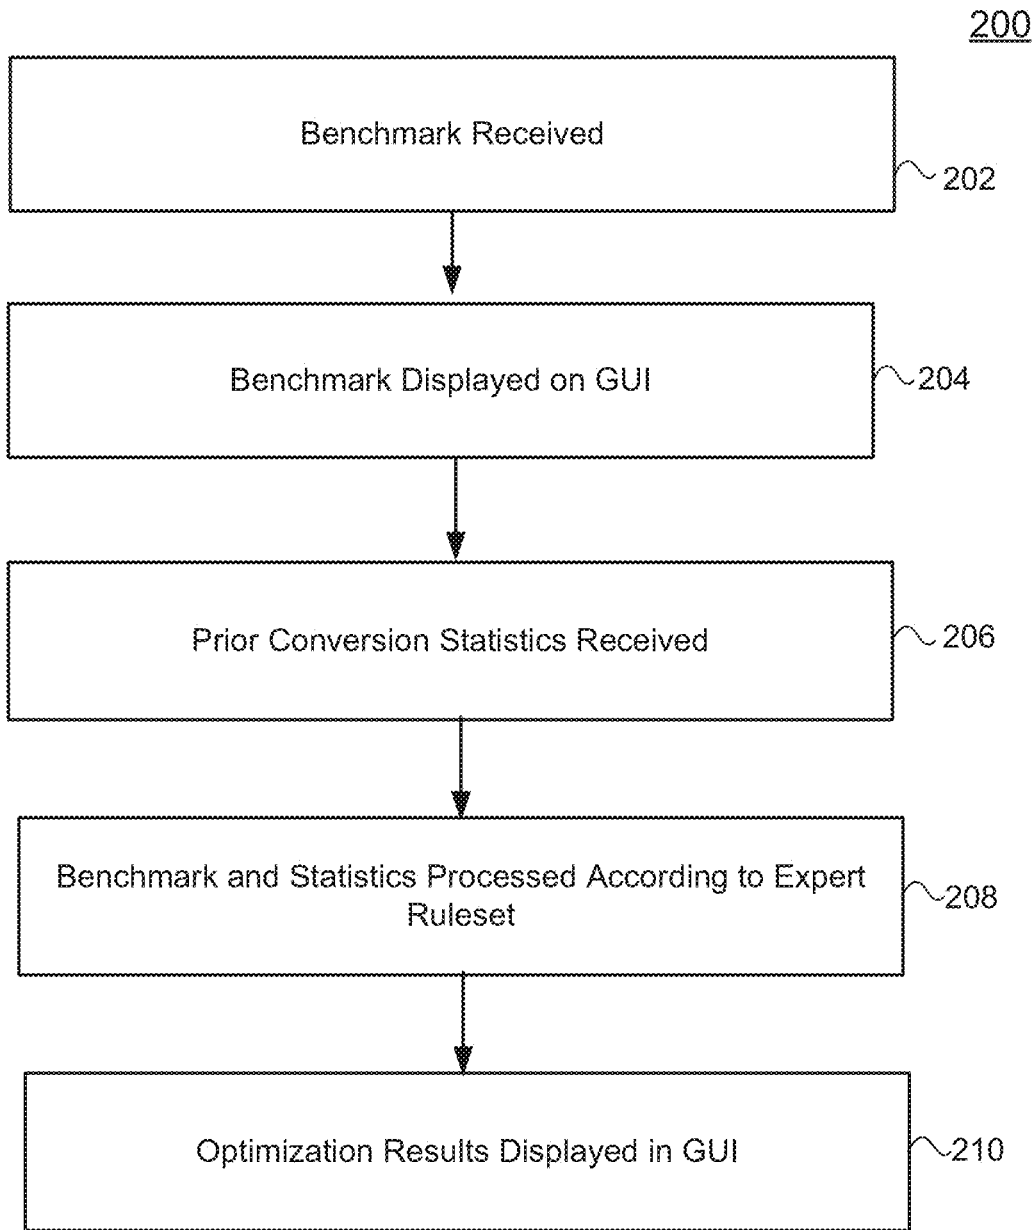 200
Benchmark Received
202
Benchmark Displayed on GUI
204
Prior Conversion Statistics Received
206
Benchmark and Statistics Processed According to Expert
Ruleset
208
Optimization Results Displayed in GUI
210